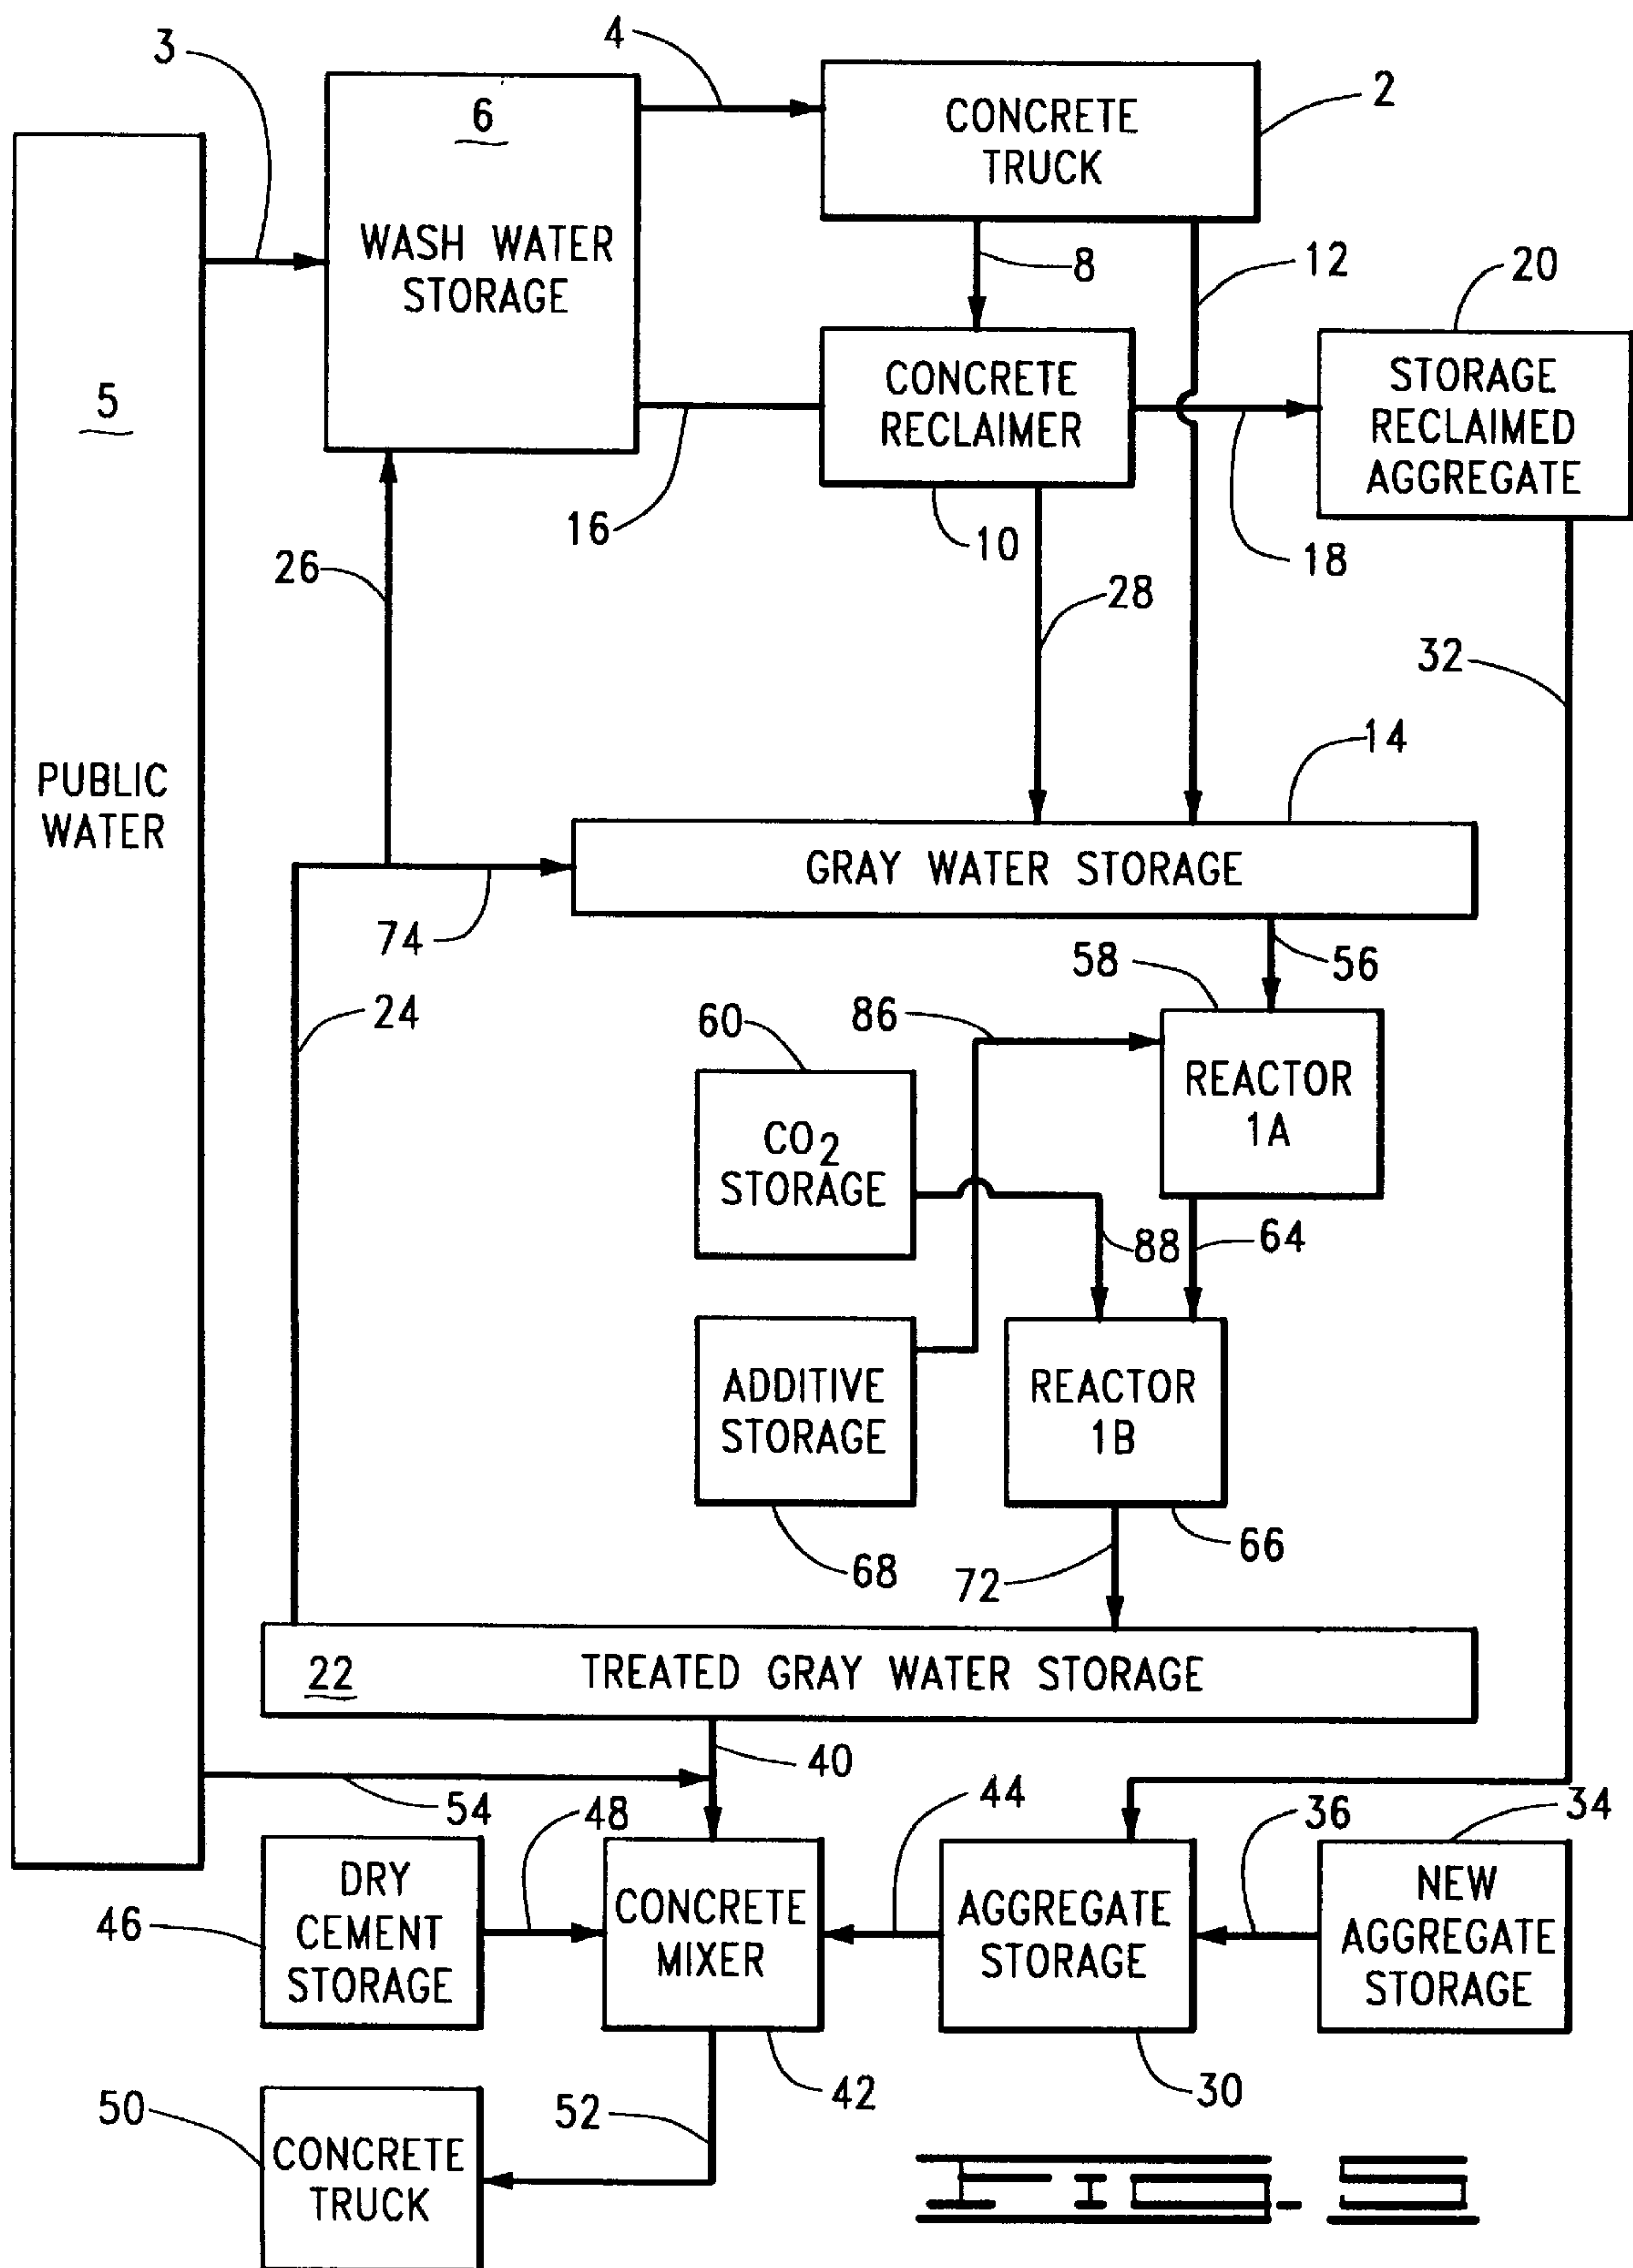 3
4
2
6
CONCRETE
TRUCK
WASH WATER
STORAGE
8
12
20
5
CONCRETE
RECLAIMER
STORAGE
RECLAIMED
AGGREGATE
16
10
18
26
28
32
PUBLIC
WATER
14
GRAY WATER STORAGE
74
58
56
24
60
86
REACTOR
1A
CO2
STORAGE
88
64
ADDITIVE
STORAGE
REACTOR
1B
68
72
66
22
TREATED GRAY WATER STORAGE
40
54
48
44
36
34
46
DRY
CEMENT
STORAGE
CONCRETE
MIXER
AGGREGATE
STORAGE
NEW
AGGREGATE
STORAGE
50
52
42
30
CONCRETE
TRUCK